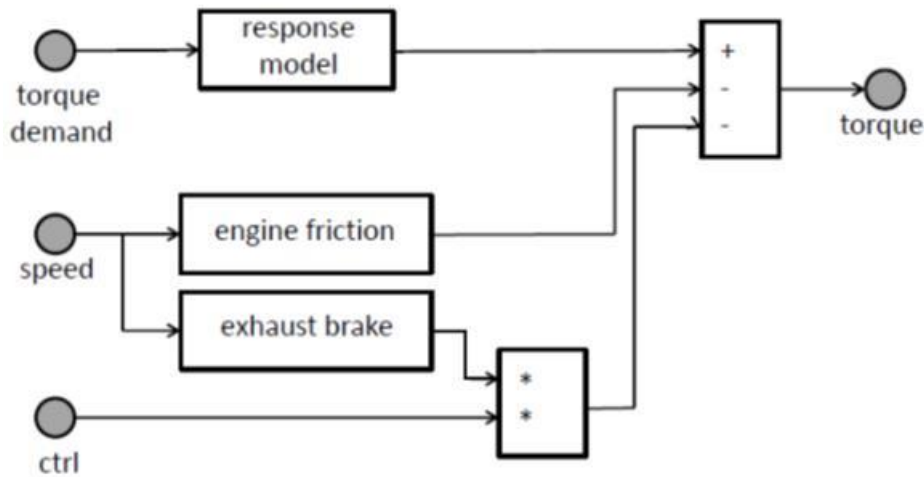 response
model
+
-
-
torque
demand
torque
engine friction
speed
exhaust brake
*
*
ctrl